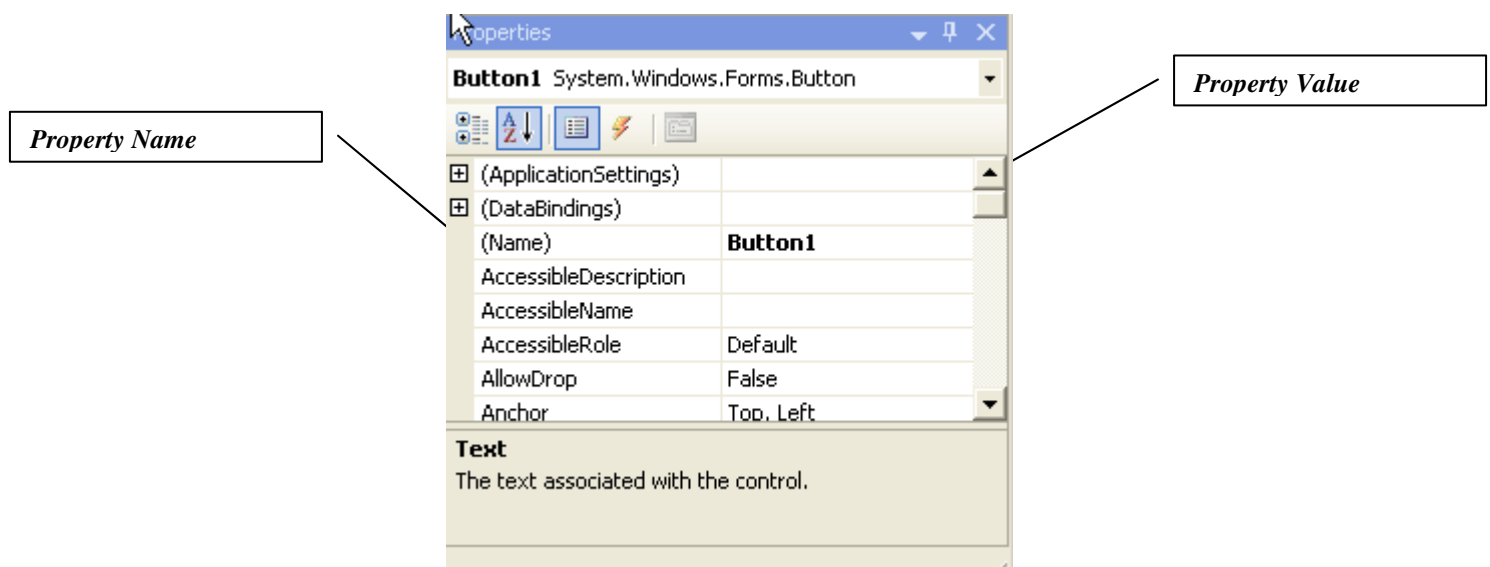 Properties
Button1 System.Windows.Forms.Button
Property Value
Property Name
A
Z
(ApplicationSettings)
(DataBindings)
(Name) Button1
AccessibleDescription
AccessibleName
AccessibleRole Default
AllowDrop False
Anchor Top, Left
Text
The text associated with the control.